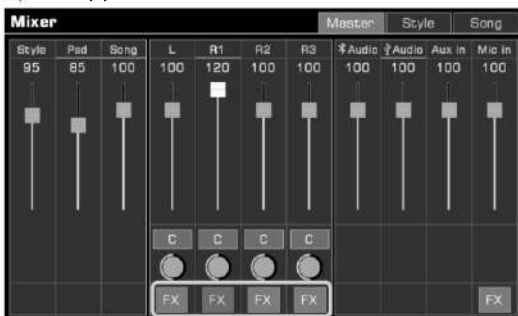 Mixer Master Style Song
Style Pad Song L R1 R2 R3 Audio Audio Aux in Mic in
95 85 100 100 120 100 100 100 100 100 100
C C C C
FX FX FX FX FX